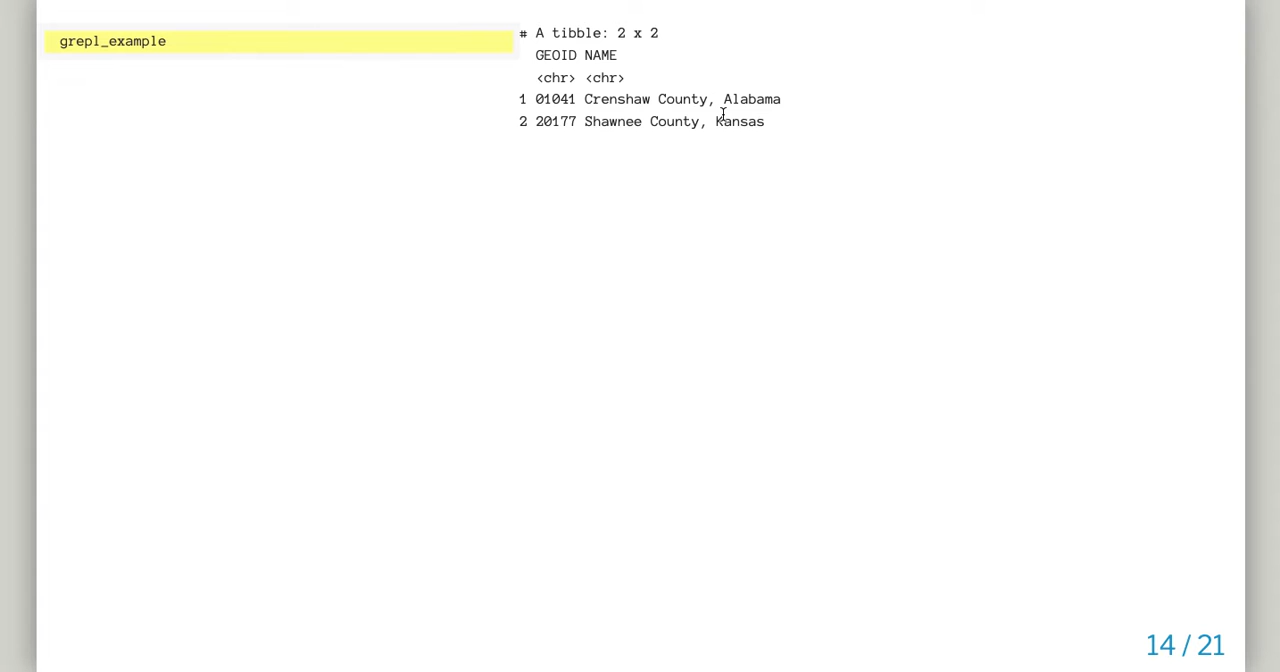 grepl_example
# A tibble: 2 x 2
GEOID NAME
<chr> <chr>
1 01041 Crenshaw County, Alabama
2 20177 Shawnee County, Kansas
14 / 21